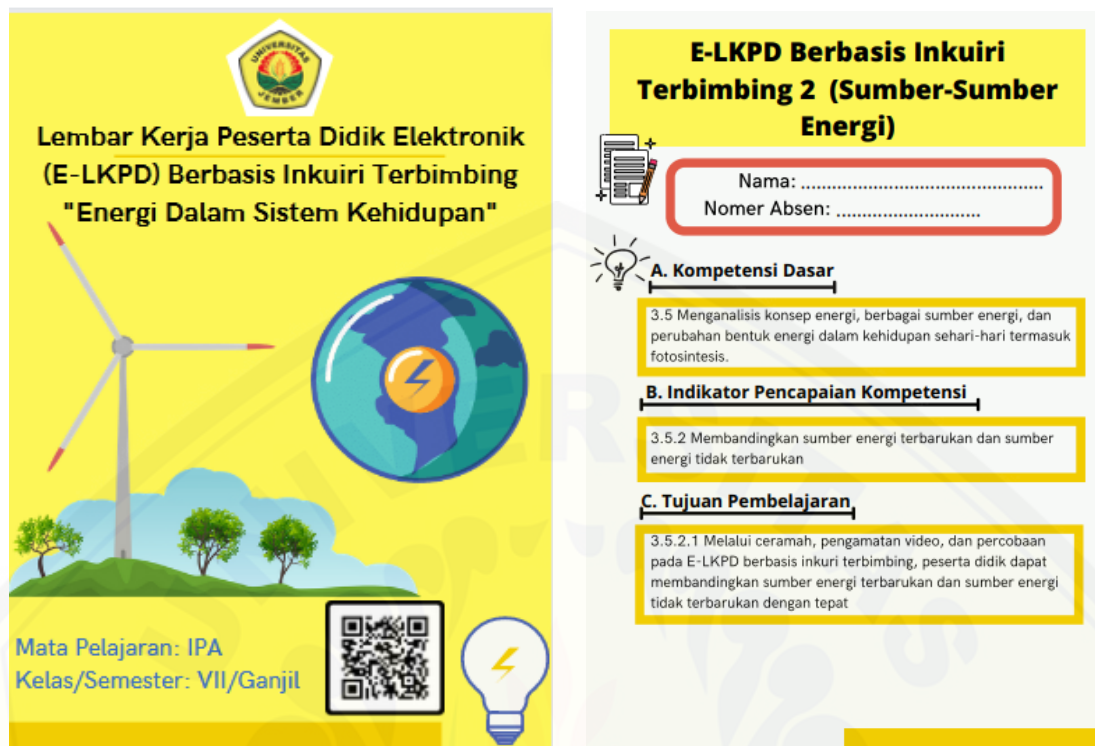 UNIVERSITAS
JEMBER
Lembar Kerja Peserta Didik Elektronik
(E-LKPD) Berbasis Inkuiri Terbimbing
"Energi Dalam Sistem Kehidupan"
Mata Pelajaran: IPA
Kelas/Semester: VII/Ganjil
E-LKPD Berbasis Inkuiri
Terbimbing 2 (Sumber-Sumber
Energi)
Nama: ...............................................
Nomer Absen: ............................
A. Kompetensi Dasar
3.5 Menganalisis konsep energi, berbagai sumber energi, dan
perubahan bentuk energi dalam kehidupan sehari-hari termasuk
fotosintesis.
B. Indikator Pencapaian Kompetensi
3.5.2 Membandingkan sumber energi terbarukan dan sumber
energi tidak terbarukan
C. Tujuan Pembelajaran
3.5.2.1 Melalui ceramah, pengamatan video, dan percobaan
pada E-LKPD berbasis inkuri terbimbing, peserta didik dapat
membandingkan sumber energi terbarukan dan sumber energi
tidak terbarukan dengan tepat
UNIVERSITAS